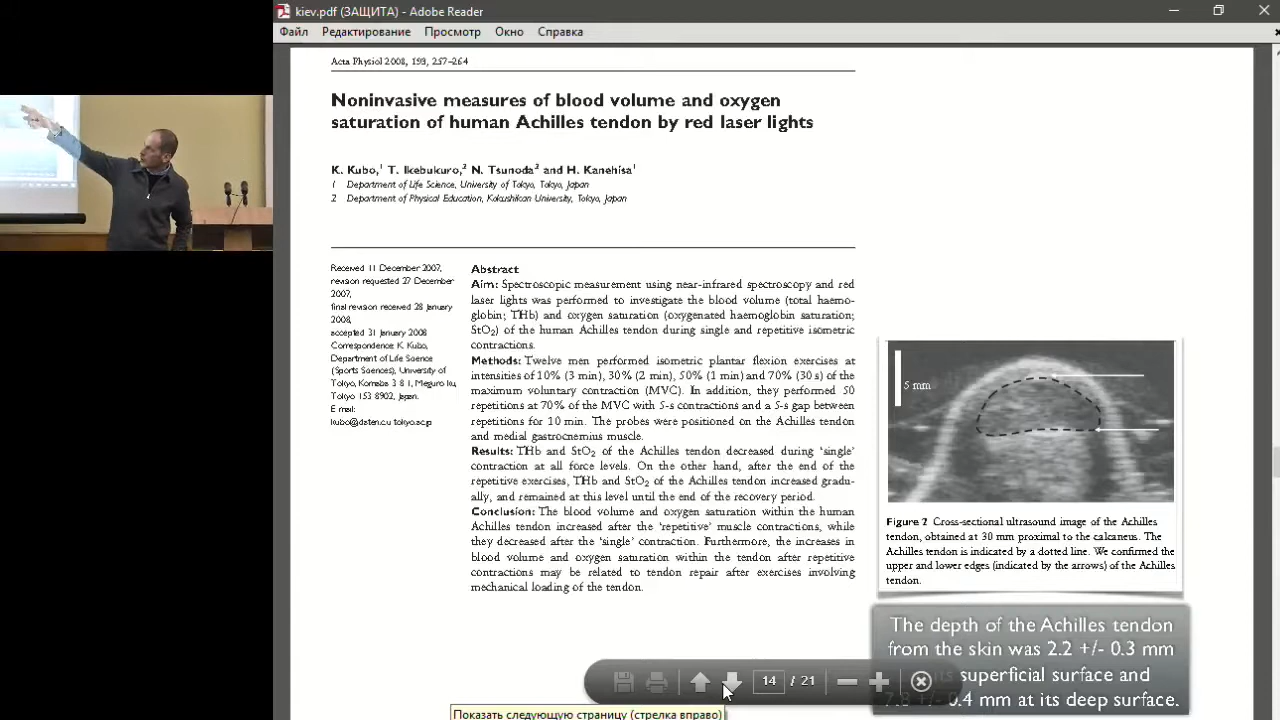 kiev.pdf (ЗАЩИТА) - Adobe Reader
Файл Редактирование Просмотр Окно Справка
Acta Physiol 2008, 193, 257–264
Noninvasive measures of blood volume and oxygen
saturation of human Achilles tendon by red laser lights
K. Kubo,1 T. Ikebukuro,2 N. Tsunoda2 and H. Kanehisa1
1 Department of Life Science, University of Tokyo, Tokyo, Japan
2 Department of Physical Education, Kokushikan University, Tokyo, Japan
Received 11 December 2007,
revision requested 27 December
2007,
final revision received 28 January
2008,
accepted 31 January 2008
Correspondence: K. Kubo,
Department of Life Science
(Sports Sciences), University of
Tokyo, Komaba 3 8 1, Meguro ku,
Tokyo 153 8902, Japan.
E mail:
Abstract
Aim: Spectroscopic measurement using near-infrared spectroscopy and red
laser lights was performed to investigate the blood volume (total haemo-
globin; THb) and oxygen saturation (oxygenated haemoglobin saturation;
StO2) of the human Achilles tendon during single and repetitive isometric
contractions.
Methods: Twelve men performed isometric plantar flexion exercises at
intensities of 10% (3 min), 30% (2 min), 50% (1 min) and 70% (30 s) of the
maximum voluntary contraction (MVC). In addition, they performed 50
repetitions at 70% of the MVC with 5-s contractions and a 5-s gap between
repetitions for 10 min. The probes were positioned on the Achilles tendon
and medial gastrocnemius muscle.
Results: THb and StO2 of the Achilles tendon decreased during ‘single’
contraction at all force levels. On the other hand, after the end of the
repetitive exercises, THb and StO2 of the Achilles tendon increased gradu-
ally, and remained at this level until the end of the recovery period.
Conclusion: The blood volume and oxygen saturation within the human
Achilles tendon increased after the ‘repetitive’ muscle contractions, while
they decreased after the ‘single’ contraction. Furthermore, the increases in
blood volume and oxygen saturation within the tendon after repetitive
contractions may be related to tendon repair after exercises involving
mechanical loading of the tendon.
5 mm
Figure 2 Cross-sectional ultrasound image of the Achilles
tendon, obtained at 30 mm proximal to the calcaneus. The
Achilles tendon is indicated by a dotted line. We confirmed the
upper and lower edges (indicated by the arrows) of the Achilles
tendon.
The depth of the Achilles tendon
from the skin was 2.2 +/- 0.3 mm
superficial surface and
7.8 +/- 0.4 mm at its deep surface.
14 / 21
Показать следующую страницу (стрелка вправо)